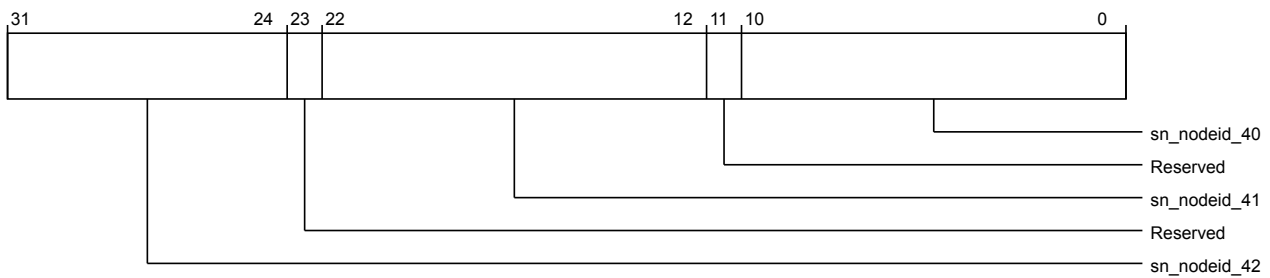 31 24 23 22 12 11 10 0
sn_nodeid_40
Reserved
sn_nodeid_41
Reserved
sn_nodeid_42